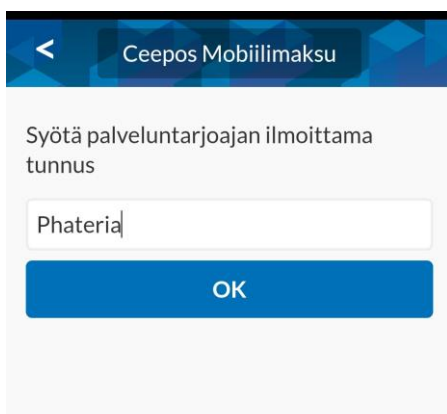 <
Ceepos Mobiilimaksu
Syötä palveluntarjoajan ilmoittama
tunnus
Phateria
OK